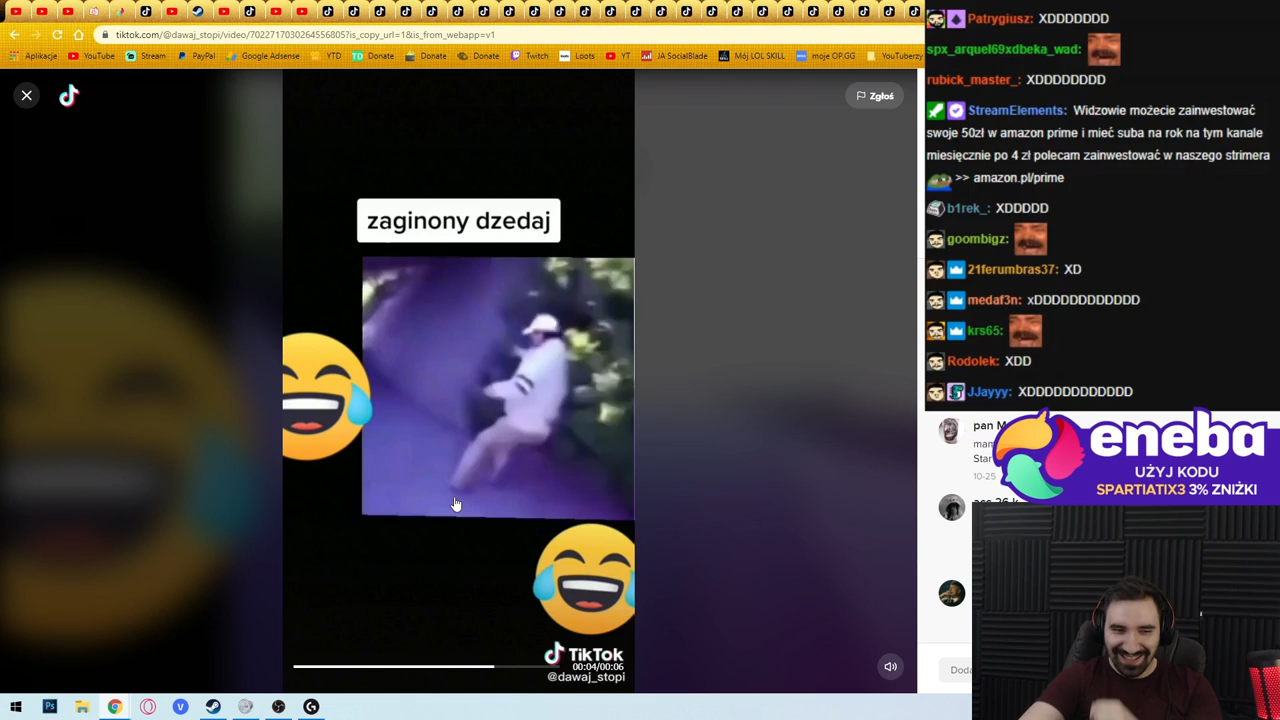 tiktok.com/@dawaj_stopi/video/7022717030264556805?is_copy_url=1&is_from_webapp=v1
Aplikacje
YouTube
Stream
PayPal
Google Adsense
YTD
Donate
Donate
Donate
Twitch
Loots
YT
JA SocialBlade
Mój LOL SKILL
moje OP.GG
YouTuberzy
Zgłoś
zaginony dzedaj
TikTok
00:04/00:06
@dawaj_stopi
Patrygiusz: XDDDDDDD
spx_arquel69xdbeka_wad:
rubick_master_: XDDDDDDDD
StreamElements: Widzowie możecie zainwestować
swoje 50zł w amazon prime i mieć suba na rok na tym kanale
miesięcznie po 4 zł polecam zainwestować w naszego strimera
>> amazon.pl/prime
b1rek_: XDDDDD
goombigz:
21ferumbras37: XD
medaf3n: xDDDDDDDDDDDD
krs65:
Rodolek: XDD
JJayyy: XDDDDDDDDDDDD
pan M
10-25
eneba
UŻYJ KODU
SPARTIATIX3 3% ZNIŻKI